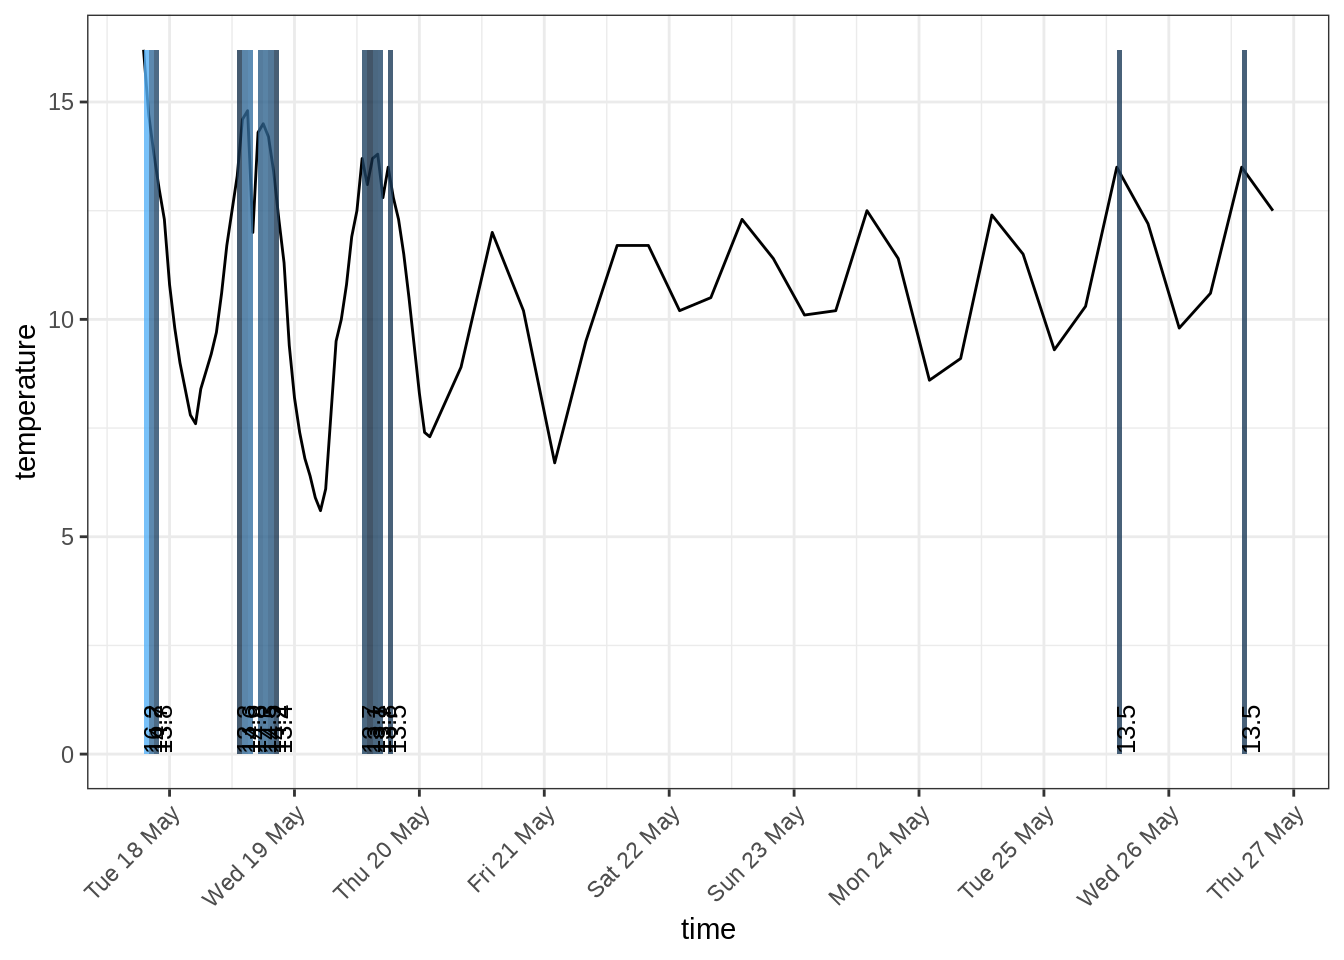 15
10
5
0
temperature
13.5
13.5
13.5
Tue 18 May
Wed 19 May
Thu 20 May
Fri 21 May
Sat 22 May
Sun 23 May
Mon 24 May
Tue 25 May
Wed 26 May
Thu 27 May
time